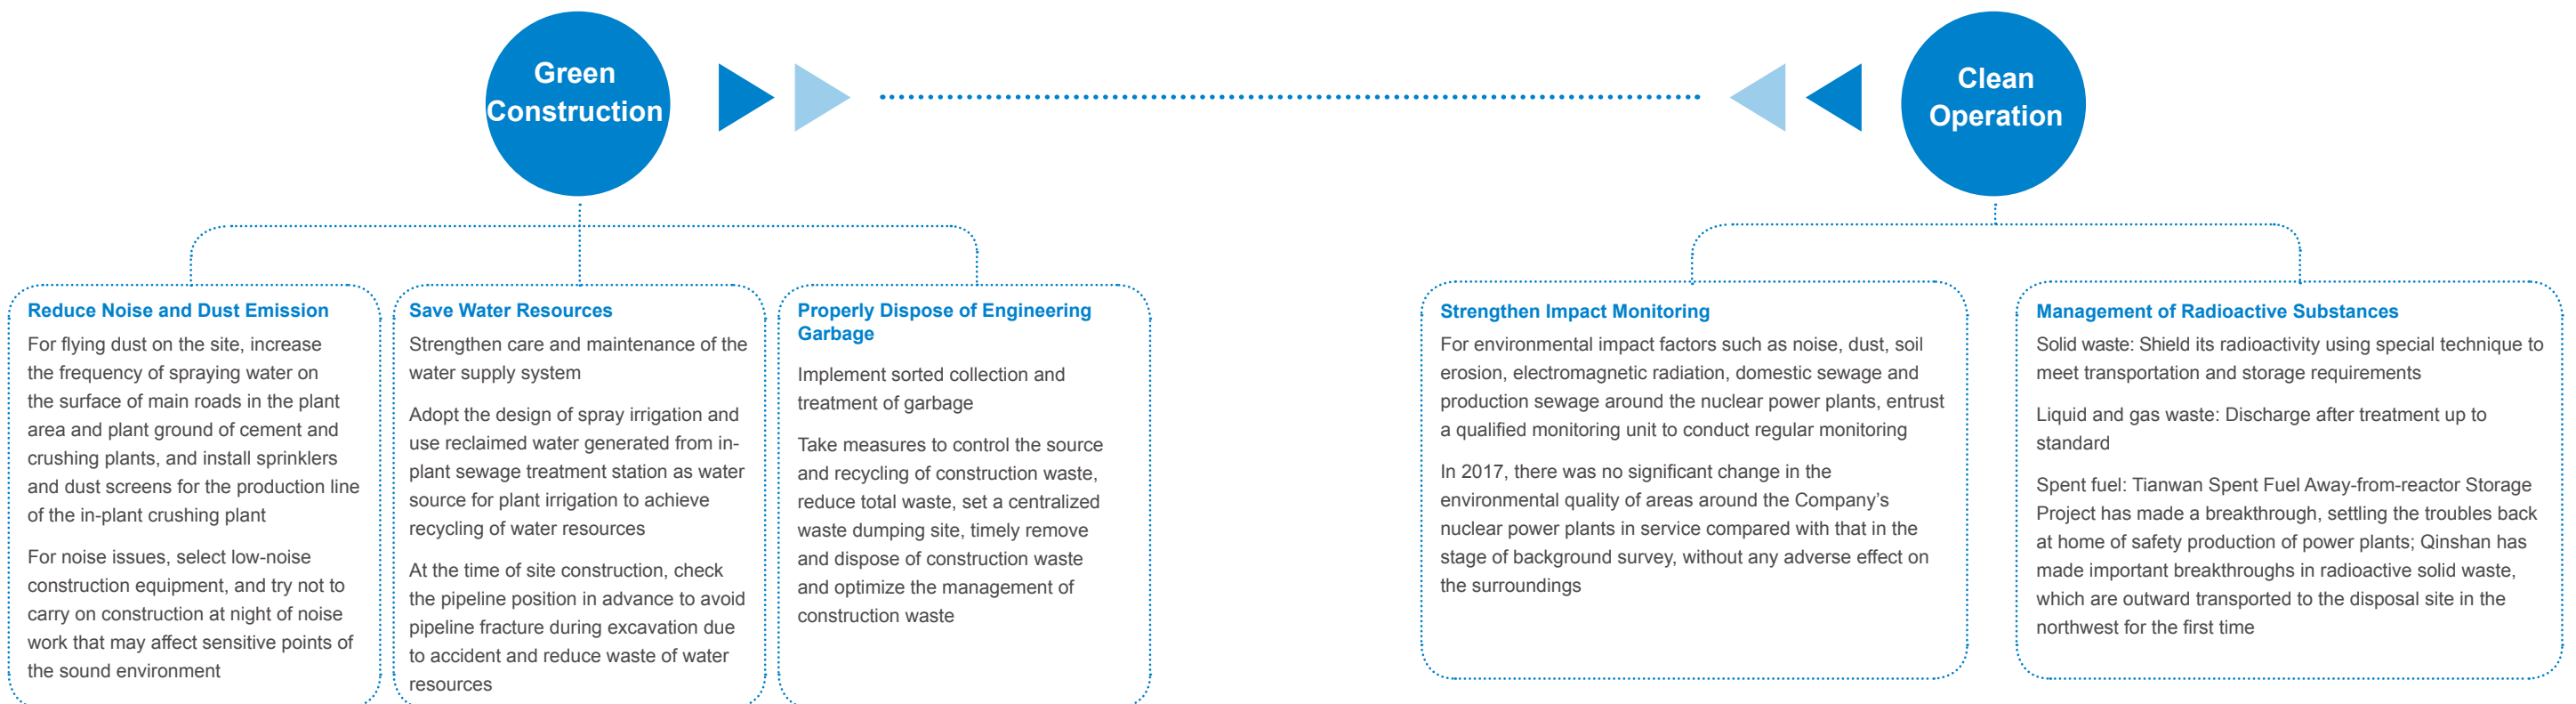 Green
Construction
Clean
Operation
Reduce Noise and Dust Emission
For flying dust on the site, increase
the frequency of spraying water on
the surface of main roads in the plant
area and plant ground of cement and
crushing plants, and install sprinklers
and dust screens for the production line
of the in-plant crushing plant
For noise issues, select low-noise
construction equipment, and try not to
carry on construction at night of noise
work that may affect sensitive points of
the sound environment
Save Water Resources
Strengthen care and maintenance of the
water supply system
Adopt the design of spray irrigation and
use reclaimed water generated from in-
plant sewage treatment station as water
source for plant irrigation to achieve
recycling of water resources
At the time of site construction, check
the pipeline position in advance to avoid
pipeline fracture during excavation due
to accident and reduce waste of water
resources
Properly Dispose of Engineering
Garbage
Implement sorted collection and
treatment of garbage
Take measures to control the source
and recycling of construction waste,
reduce total waste, set a centralized
waste dumping site, timely remove
and dispose of construction waste
and optimize the management of
construction waste
Strengthen Impact Monitoring
For environmental impact factors such as noise, dust, soil
erosion, electromagnetic radiation, domestic sewage and
production sewage around the nuclear power plants, entrust
a qualified monitoring unit to conduct regular monitoring
In 2017, there was no significant change in the
environmental quality of areas around the Company's
nuclear power plants in service compared with that in the
stage of background survey, without any adverse effect on
the surroundings
Management of Radioactive Substances
Solid waste: Shield its radioactivity using special technique to
meet transportation and storage requirements
Liquid and gas waste: Discharge after treatment up to
standard
Spent fuel: Tianwan Spent Fuel Away-from-reactor Storage
Project has made a breakthrough, settling the troubles back
at home of safety production of power plants; Qinshan has
made important breakthroughs in radioactive solid waste,
which are outward transported to the disposal site in the
northwest for the first time